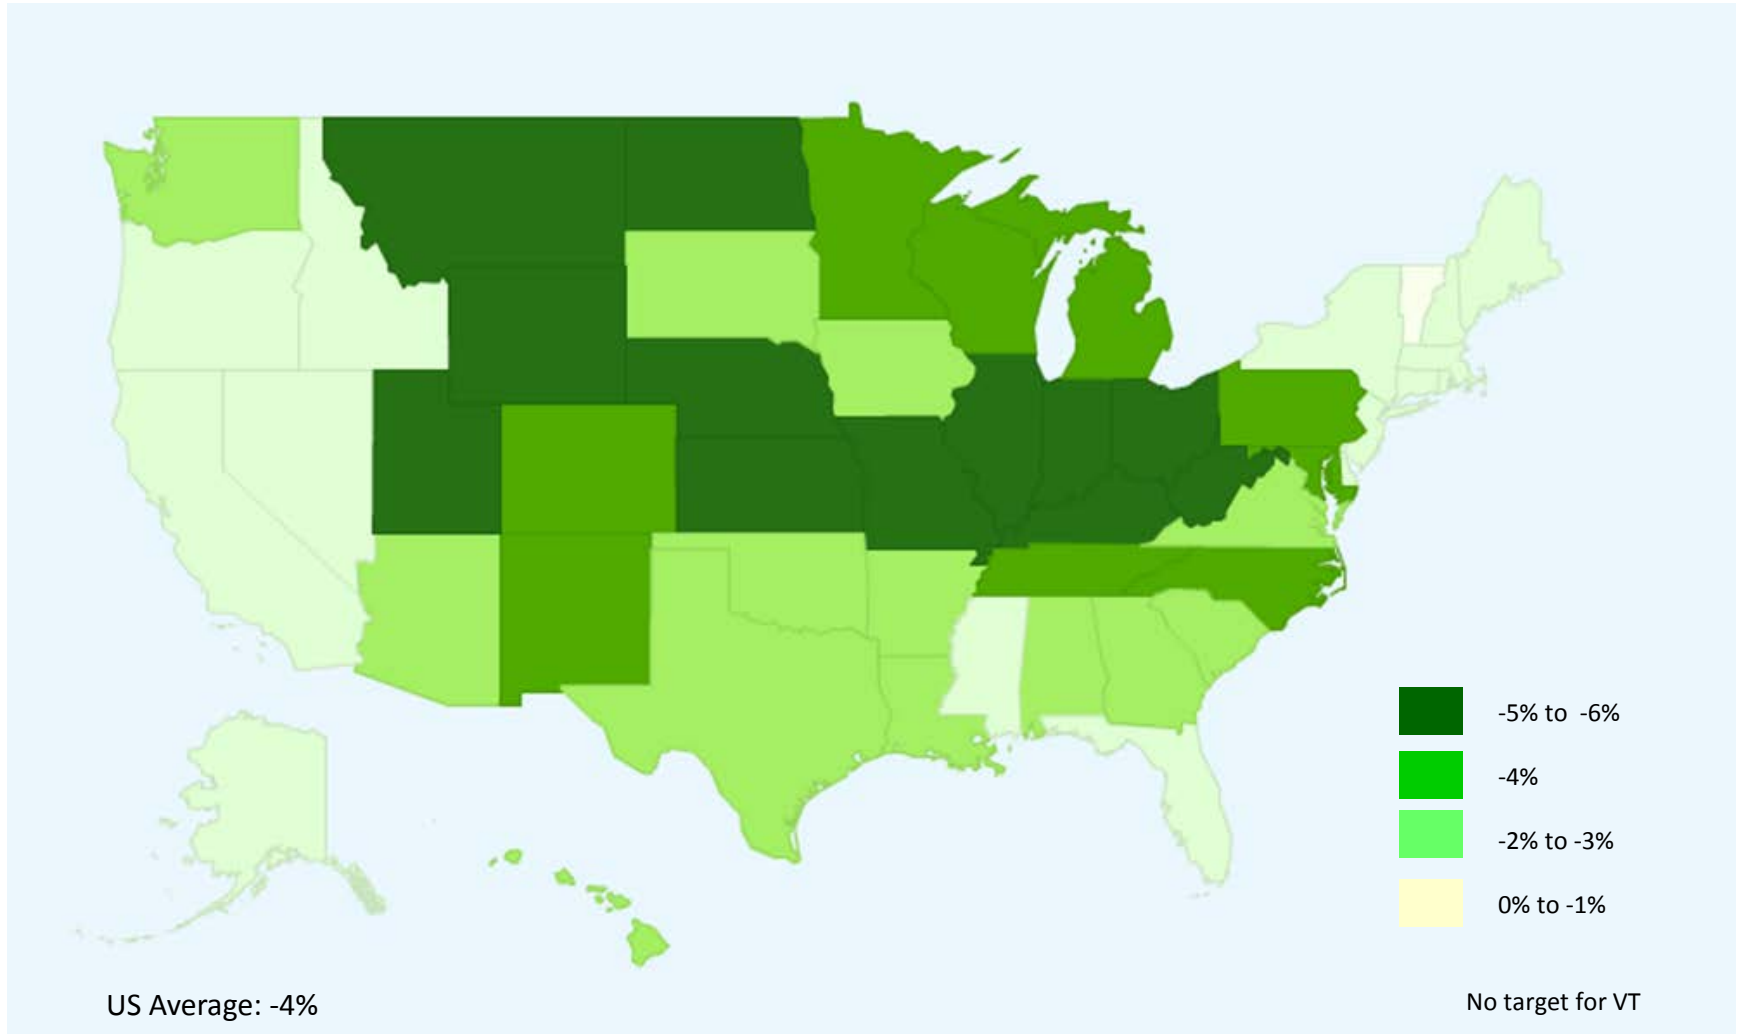 -5% to -6%
-4%
-2% to -3%
0% to -1%
US Average: -4%
No target for VT